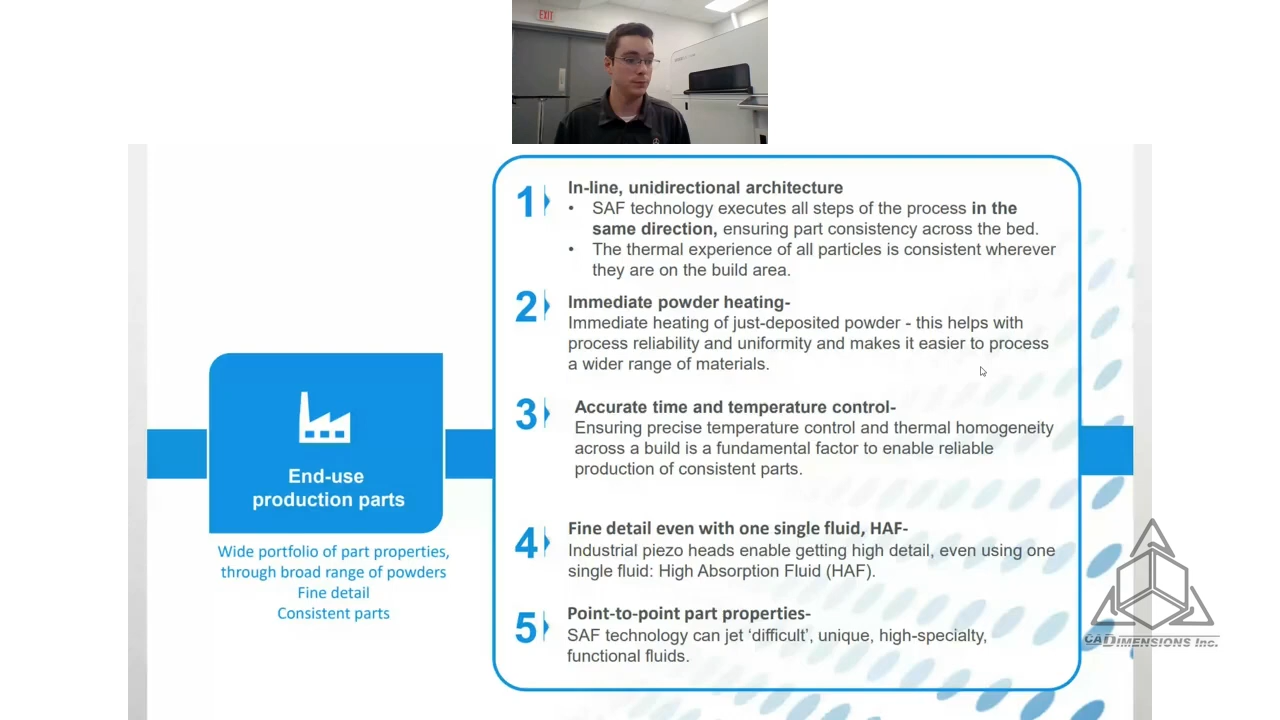 EXIT
1
In-line, unidirectional architecture
• SAF technology executes all steps of the process in the
same direction, ensuring part consistency across the bed.
• The thermal experience of all particles is consistent wherever
they are on the build area.
2
Immediate powder heating-
Immediate heating of just-deposited powder - this helps with
process reliability and uniformity and makes it easier to process
a wider range of materials.
3
Accurate time and temperature control-
Ensuring precise temperature control and thermal homogeneity
across a build is a fundamental factor to enable reliable
production of consistent parts.
4
Fine detail even with one single fluid, HAF-
Industrial piezo heads enable getting high detail, even using one
single fluid: High Absorption Fluid (HAF).
5
Point-to-point part properties-
SAF technology can jet ‘difficult’, unique, high-specialty,
functional fluids.
End-use
production parts
Wide portfolio of part properties,
through broad range of powders
Fine detail
Consistent parts
CADIMENSIONS Inc.